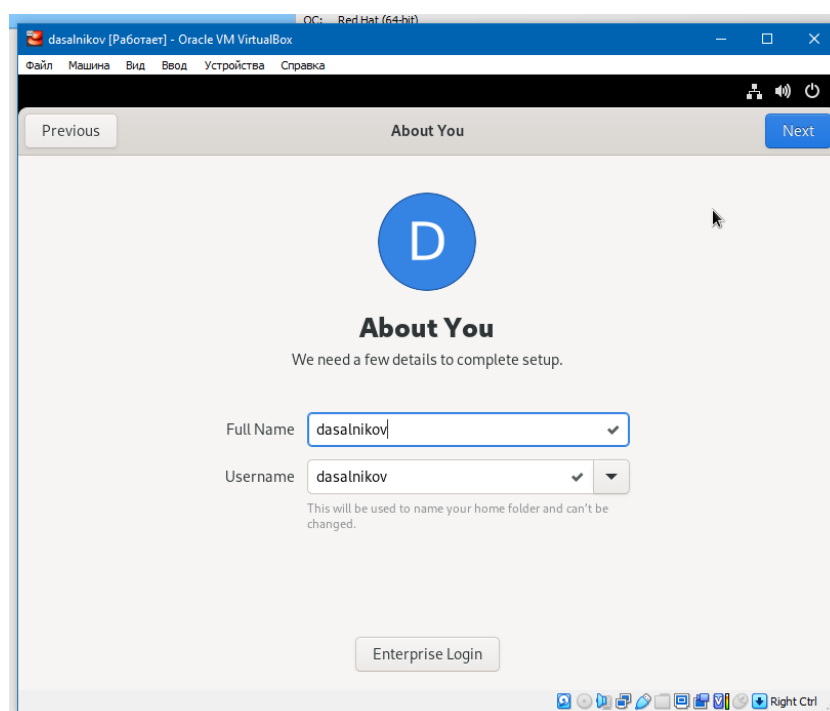 ОС: Red Hat (64-bit)
dasalnikov [Работает] - Oracle VM VirtualBox
Файл Машина Вид Ввод Устройства Справка
Previous About You Next
D
About You
We need a few details to complete setup.
Full Name dasalnikov
Username dasalnikov
This will be used to name your home folder and can't be
changed.
Enterprise Login
Right Ctrl